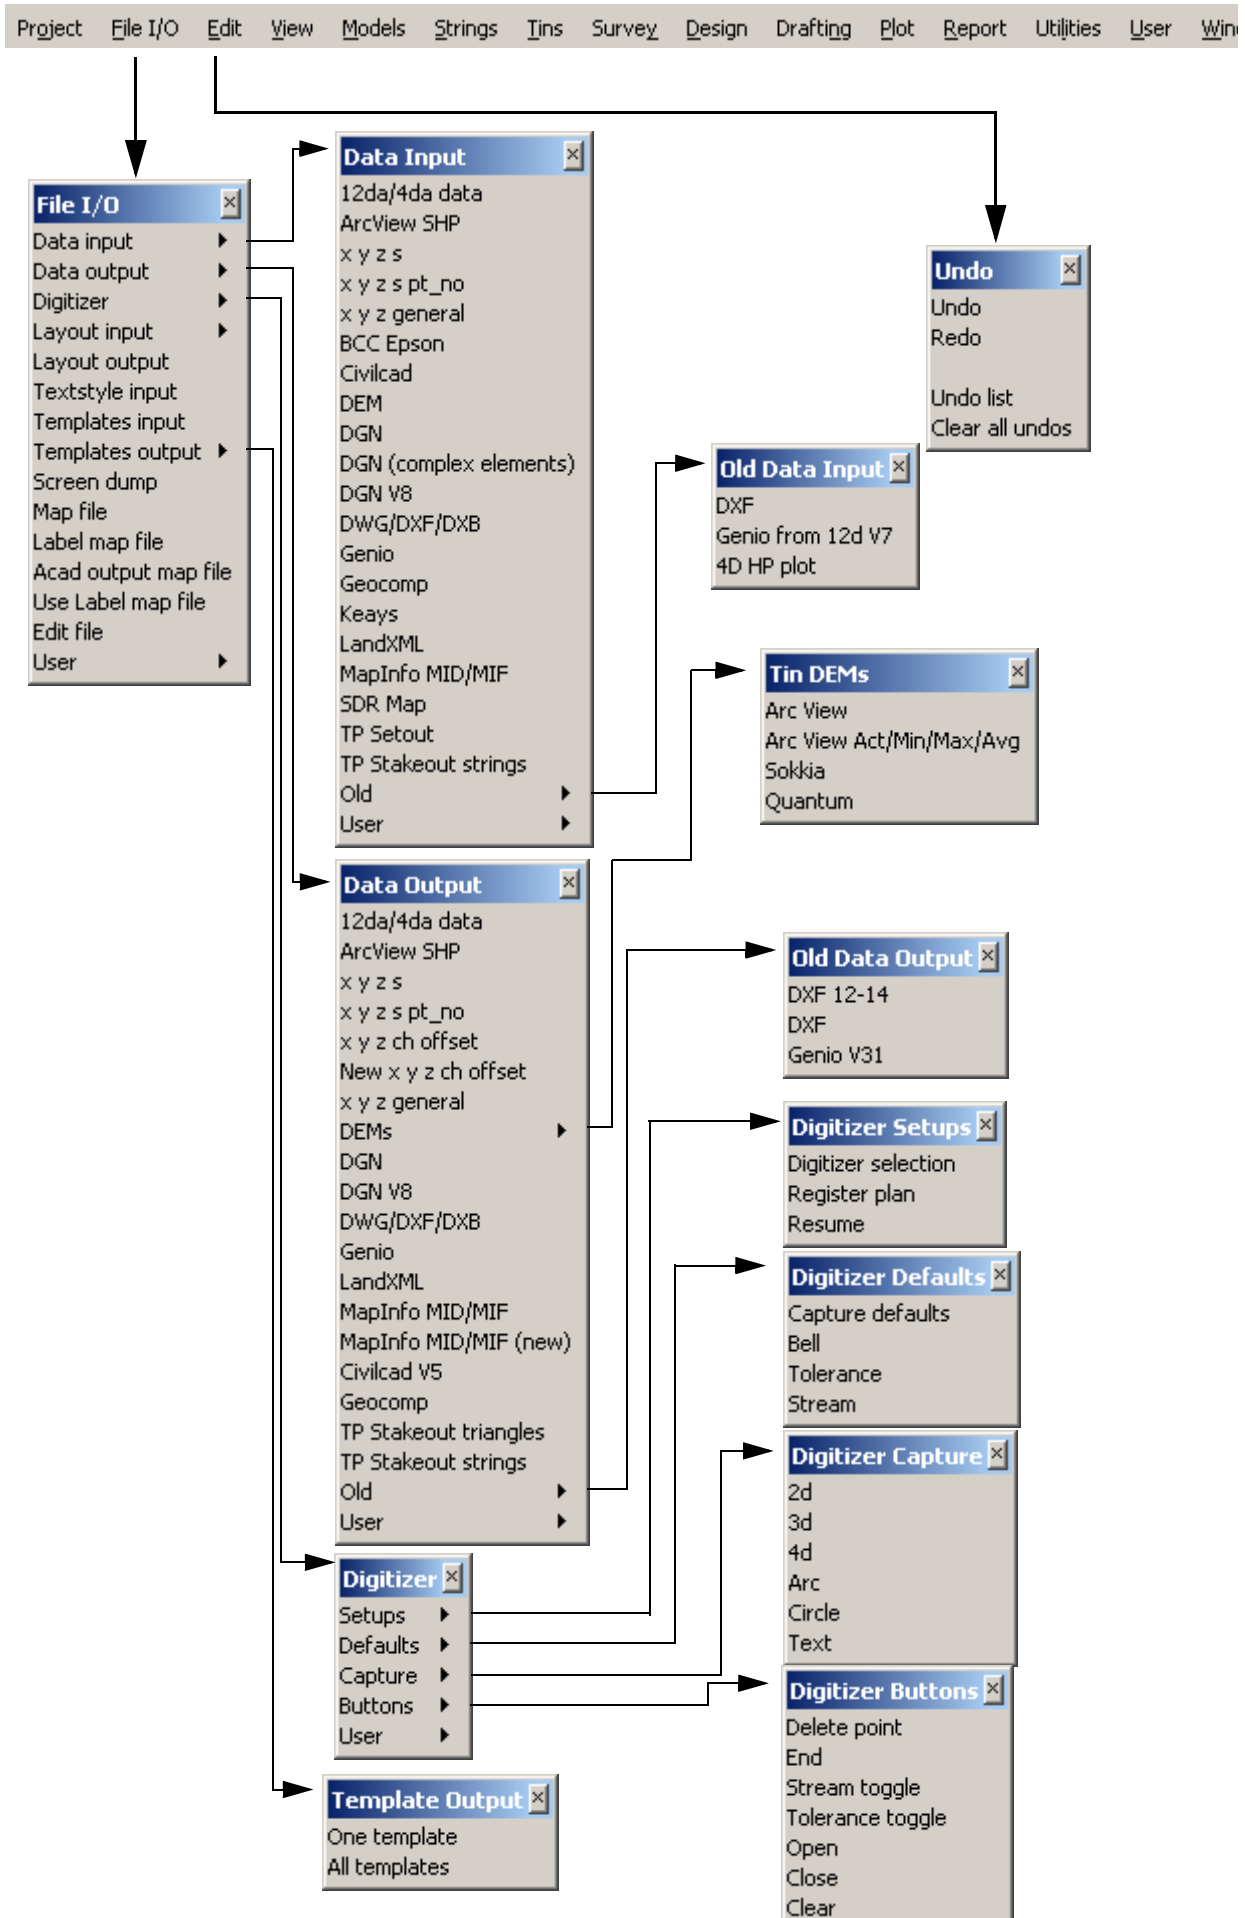 Project File I/O Edit View Models Strings Tins Survey Design Drafting Plot Report Utilities User
File I/O
Data input
Data output
Digitizer
Layout input
Layout output
Textstyle input
Templates input
Templates output
Screen dump
Map file
Label map file
Acad output map file
Use Label map file
Edit file
User
Data Input
12da/4da data
ArcView SHP
x y z s
x y z s pt_no
x y z general
BCC Epson
Civilcad
DEM
DGN
DGN (complex elements)
DGN V8
DWG/DXF/DXB
Genio
Geocomp
Keays
LandXML
MapInfo MID/MIF
SDR Map
TP Setout
TP Stakeout strings
Old
User
Undo
Undo
Redo
Undo list
Clear all undos
Old Data Input
DXF
Genio from 12d V7
4D HP plot
Tin DEMs
Arc View
Arc View Act/Min/Max/Avg
Sokkia
Quantum
Data Output
12da/4da data
ArcView SHP
x y z s
x y z s pt_no
x y z ch offset
New x y z ch offset
x y z general
DEMs
DGN
DGN V8
DWG/DXF/DXB
Genio
LandXML
MapInfo MID/MIF
MapInfo MID/MIF (new)
Civilcad V5
Geocomp
TP Stakeout triangles
TP Stakeout strings
Old
User
Old Data Output
DXF 12-14
DXF
Genio V31
Digitizer
Setups
Defaults
Capture
Buttons
User
Digitizer Setups
Digitizer selection
Register plan
Resume
Digitizer Defaults
Capture defaults
Bell
Tolerance
Stream
Digitizer Capture
2d
3d
4d
Arc
Circle
Text
Digitizer Buttons
Delete point
End
Stream toggle
Tolerance toggle
Open
Close
Clear
Template Output
One template
All templates